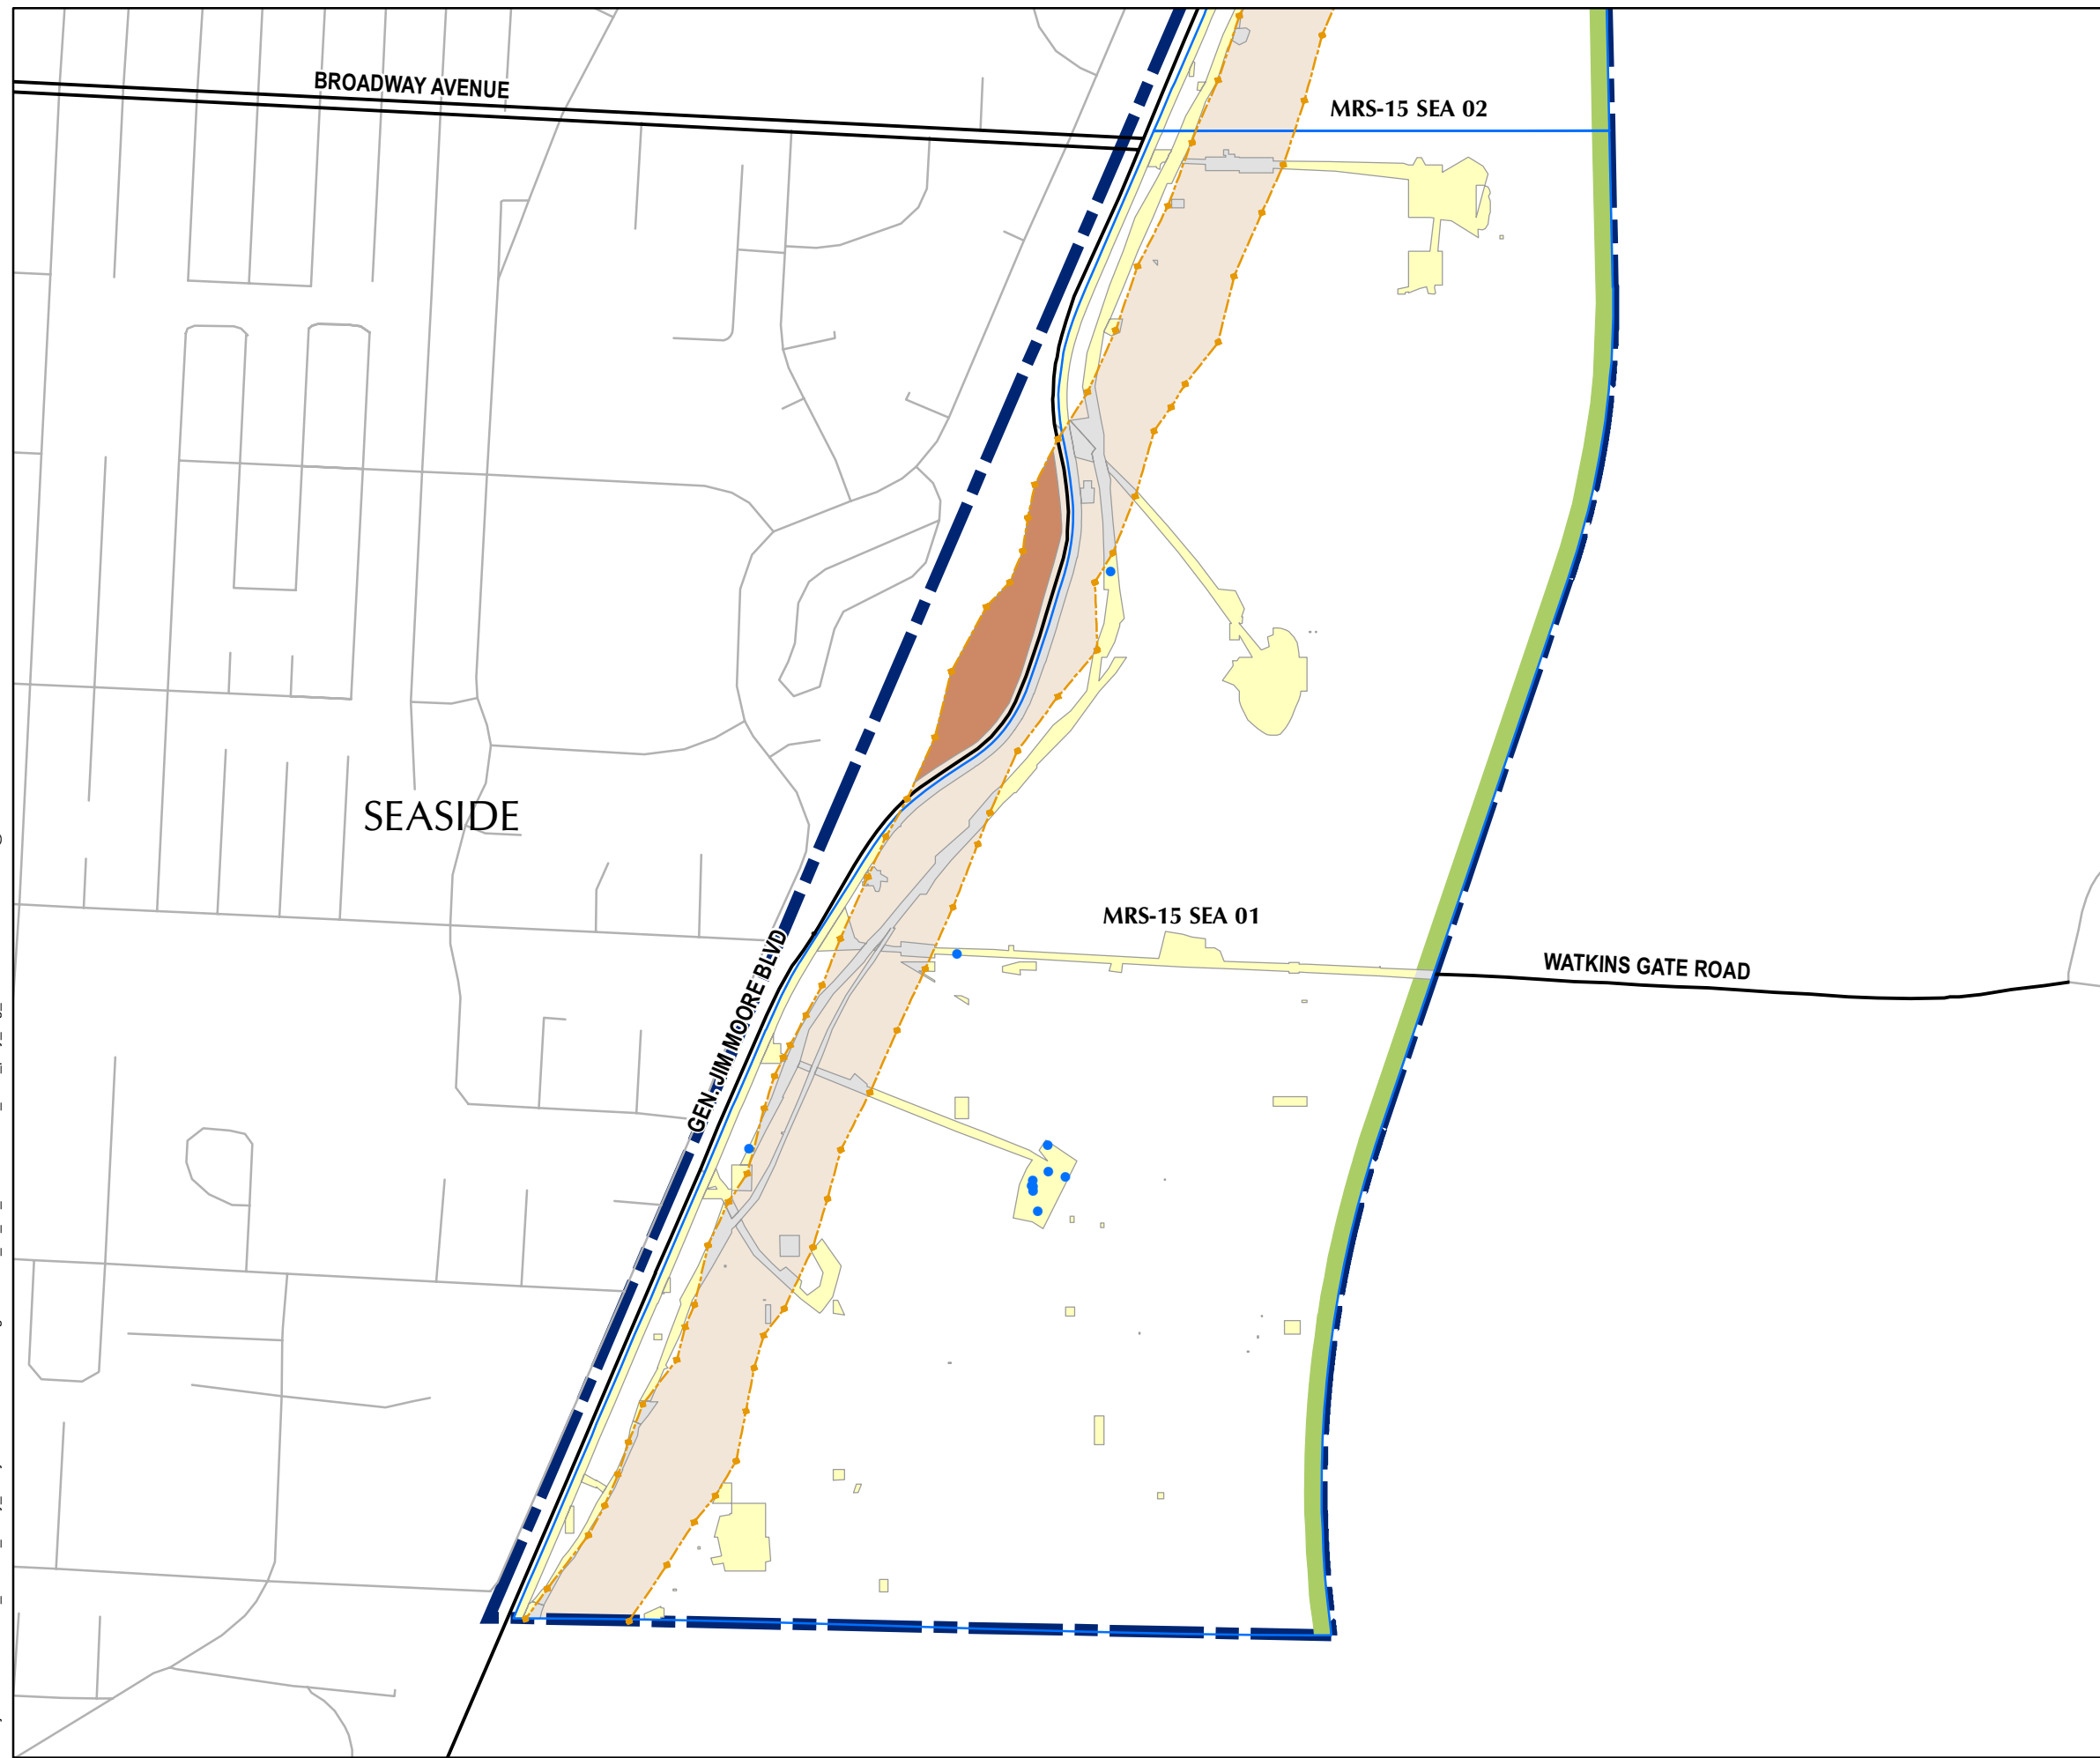 BROADWAY AVENUE
MRS-15 SEA 02
SEASIDE
MRS-15 SEA 01
WATKINS GATE ROAD
GEN. JIM MOORE BLVD